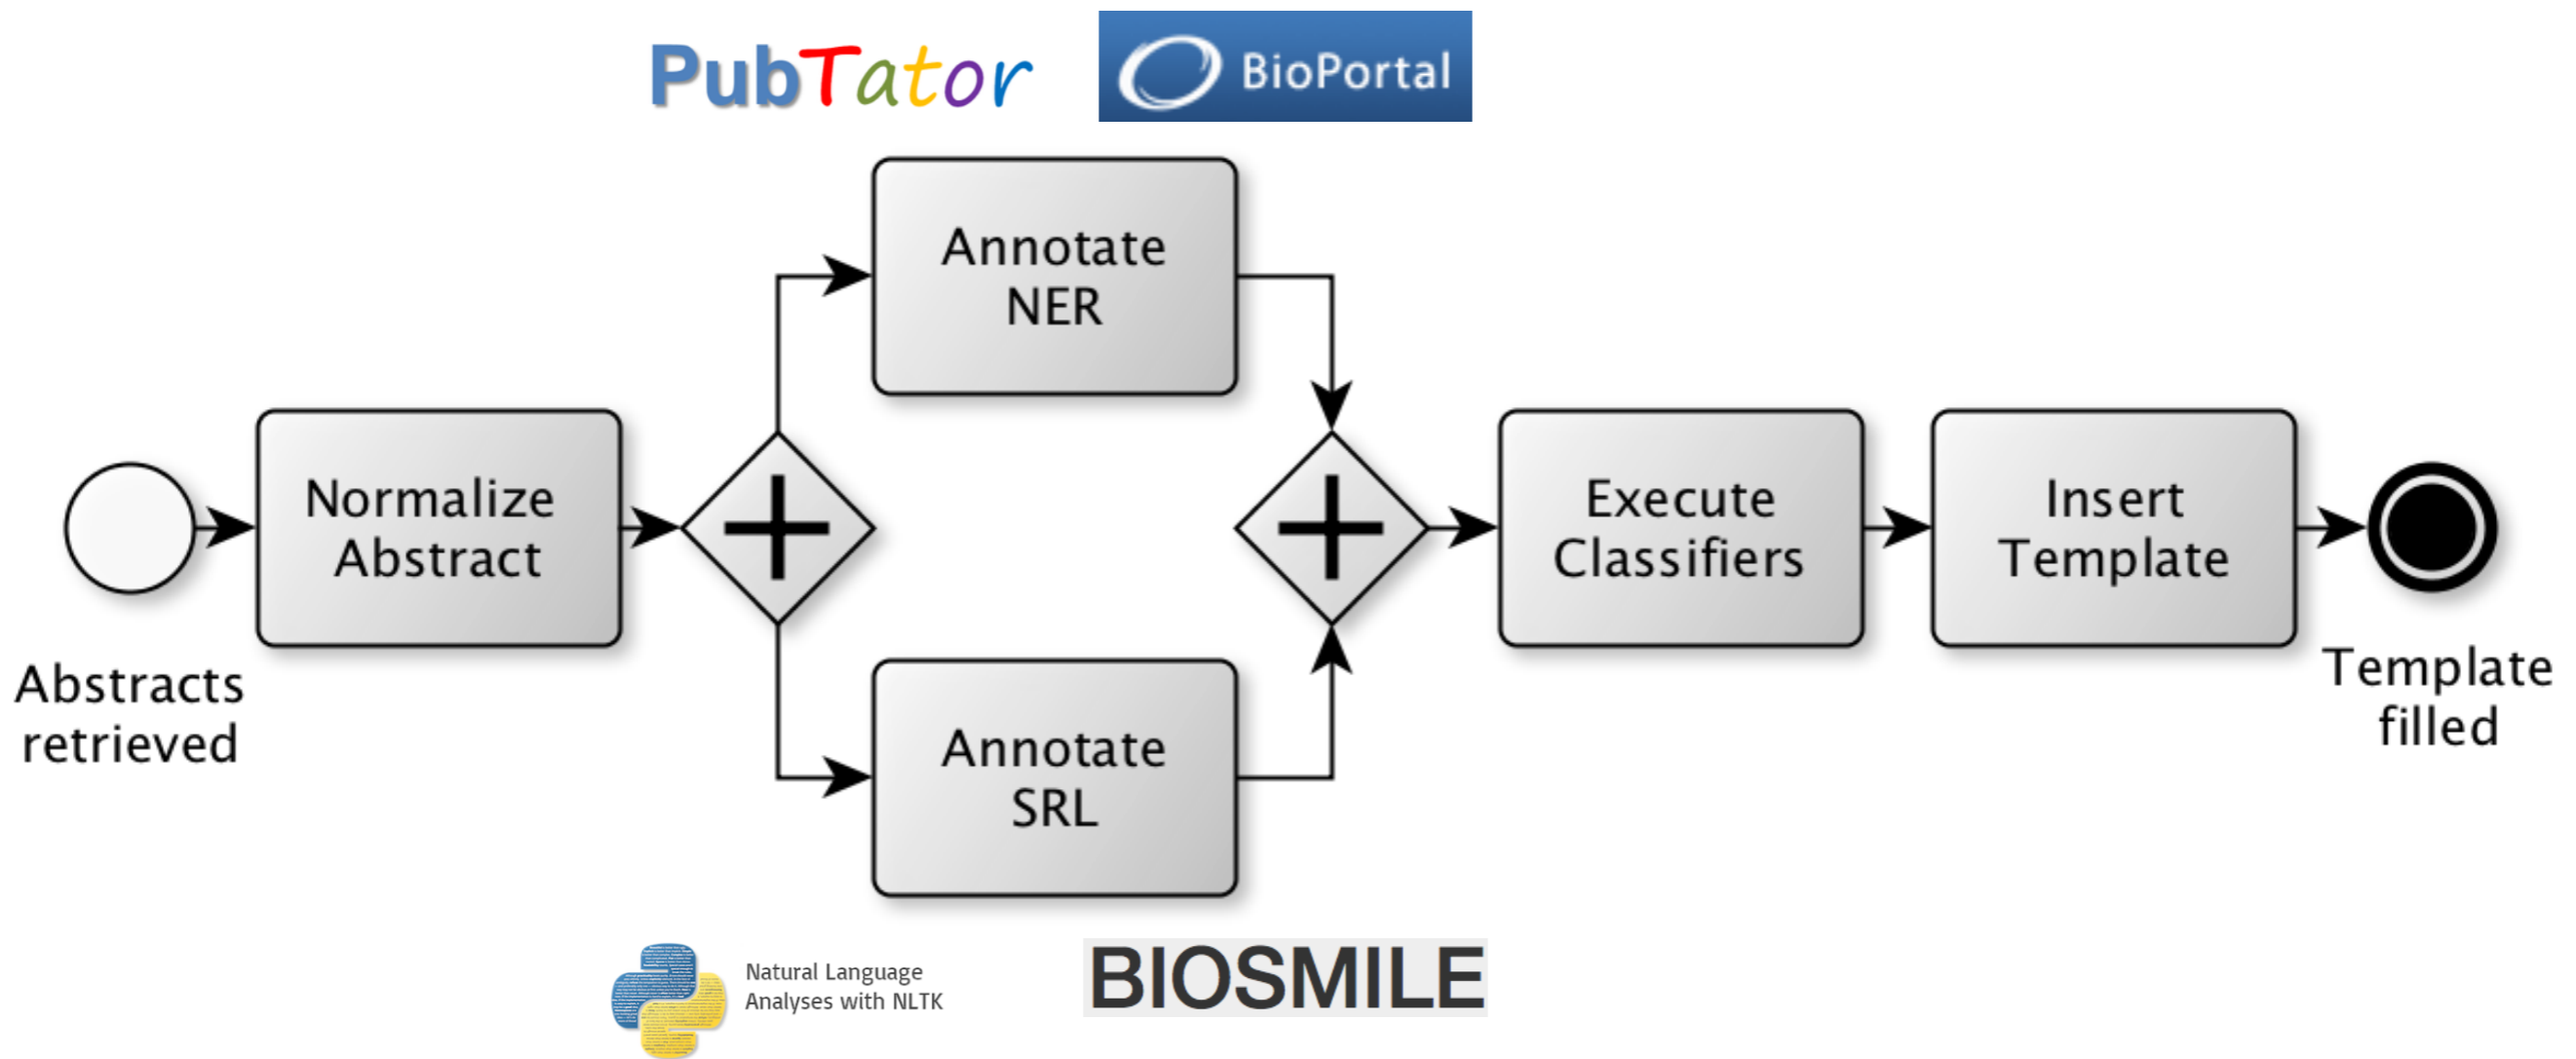 PubTator
BioPortal
Annotate
NER
Normalize
Abstract
Execute
Classifiers
Insert
Template
Abstracts
retrieved
Template
filled
Annotate
SRL
Natural Language
Analyses with NLTK
BIOSMILE